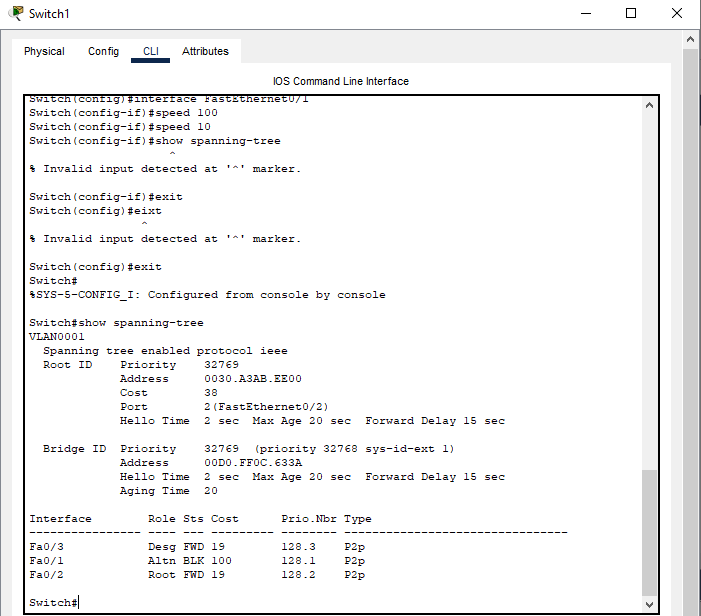 Switch1
Physical Config CLI Attributes
IOS Command Line Interface
Switch(config)#interface FastEthernet0/1
Switch(config-if)#speed 100
Switch(config-if)#speed 10
Switch(config-if)#show spanning-tree
^
% Invalid input detected at '^' marker.
Switch(config-if)#exit
Switch(config)#eixt
^
% Invalid input detected at '^' marker.
Switch(config)#exit
Switch#
%SYS-5-CONFIG_I: Configured from console by console
Switch#show spanning-tree
VLAN0001
Spanning tree enabled protocol ieee
Root ID Priority 32769
Address 0030.A3AB.EE00
Cost 38
Port 2(FastEthernet0/2)
Hello Time 2 sec Max Age 20 sec Forward Delay 15 sec
Bridge ID Priority 32769 (priority 32768 sys-id-ext 1)
Address 00D0.FF0C.633A
Hello Time 2 sec Max Age 20 sec Forward Delay 15 sec
Aging Time 20
Interface Role Sts Cost Prio.Nbr Type
---------------- ---- --- --------- -------- --------------------------------
Fa0/3 Desg FWD 19 128.3 P2p
Fa0/1 Altn BLK 100 128.1 P2p
Fa0/2 Root FWD 19 128.2 P2p
Switch#